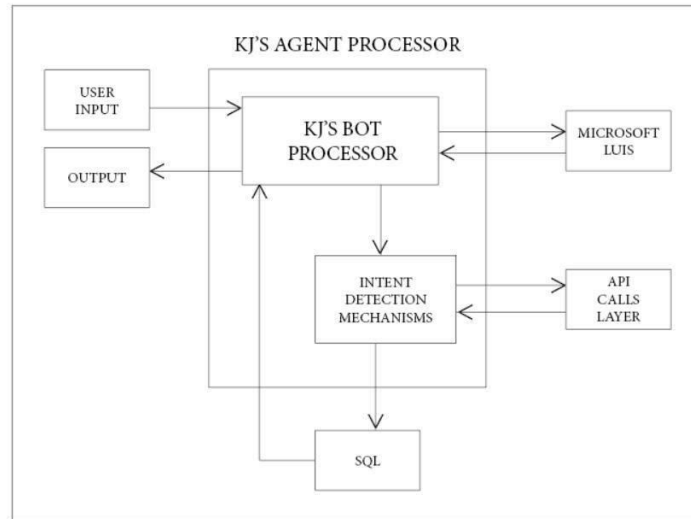 KJ'S AGENT PROCESSOR
USER
INPUT
KJ'S BOT
PROCESSOR
MICROSOFT
LUIS
OUTPUT
INTENT
DETECTION
MECHANISMS
API
CALLS
LAYER
SQL